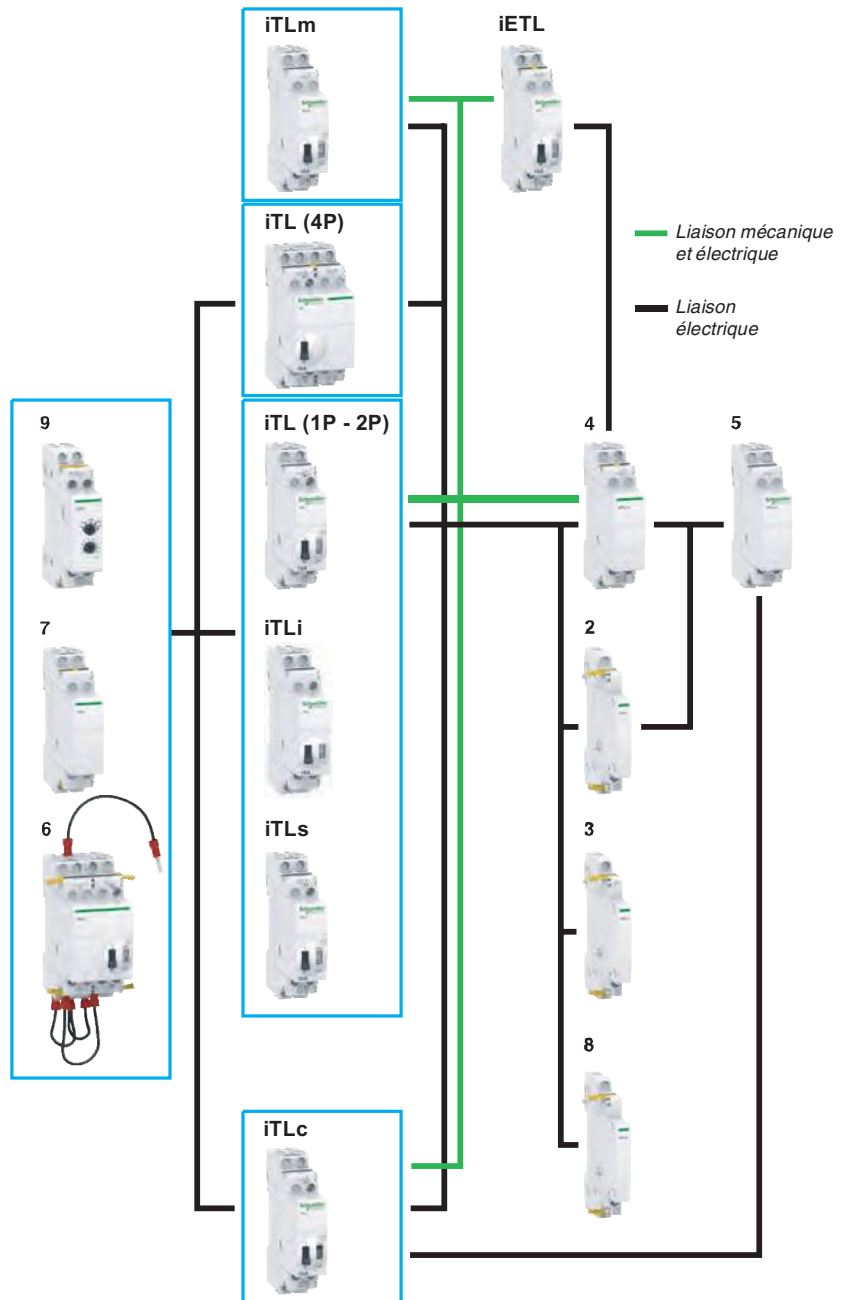 iTLm
iETL
iTL (4P)
Liaison mécanique
et électrique
Liaison
électrique
9
iTL (1P - 2P)
4
5
7
iTLi
2
6
iTLs
3
8
iTLc